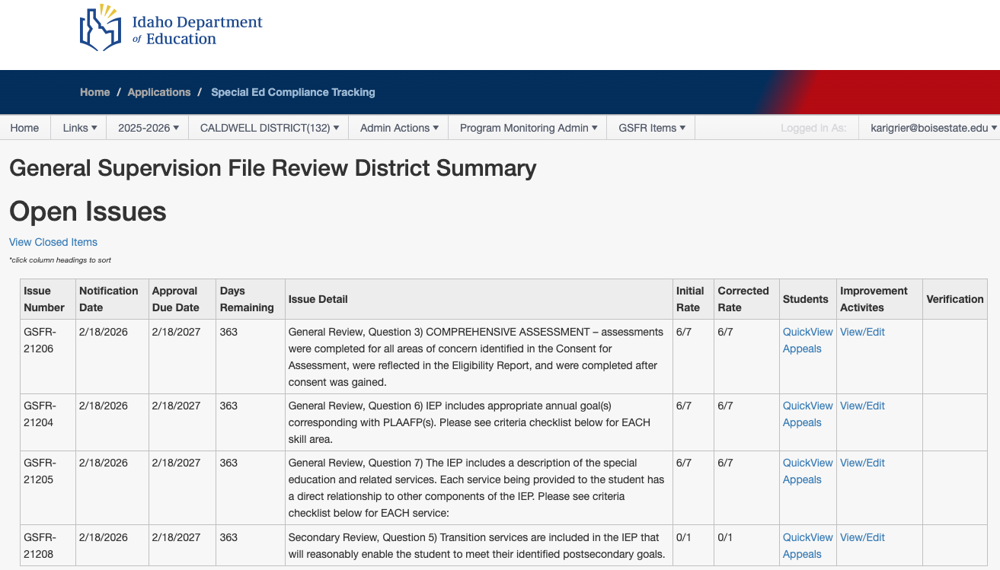 Idaho Department
of Education
Home / Applications / Special Ed Compliance Tracking
Home Links 2025-2026 CALDWELL DISTRICT(132) Admin Actions Program Monitoring Admin GSFR Items Logged in As: karigrier@boisestate.edu
General Supervision File Review District Summary
Open Issues
View Closed Items
*click column headings to sort
Issue Number Notification Date Approval Due Date Days Remaining Issue Detail Initial Rate Corrected Rate Students Improvement Activites Verification
GSFR-21206 2/18/2026 2/18/2027 363 General Review, Question 3) COMPREHENSIVE ASSESSMENT – assessments 6/7 6/7 QuickView View/Edit
were completed for all areas of concern identified in the Consent for Appeals
Assessment, were reflected in the Eligibility Report, and were completed after
consent was gained.
GSFR-21204 2/18/2026 2/18/2027 363 General Review, Question 6) IEP includes appropriate annual goal(s) 6/7 6/7 QuickView View/Edit
corresponding with PLAAFP(s). Please see criteria checklist below for EACH Appeals
skill area.
GSFR-21205 2/18/2026 2/18/2027 363 General Review, Question 7) The IEP includes a description of the special 6/7 6/7 QuickView View/Edit
education and related services. Each service being provided to the student has Appeals
a direct relationship to other components of the IEP. Please see criteria
checklist below for EACH service:
GSFR-21208 2/18/2026 2/18/2027 363 Secondary Review, Question 5) Transition services are included in the IEP that 0/1 0/1 QuickView View/Edit
will reasonably enable the student to meet their identified postsecondary goals. Appeals